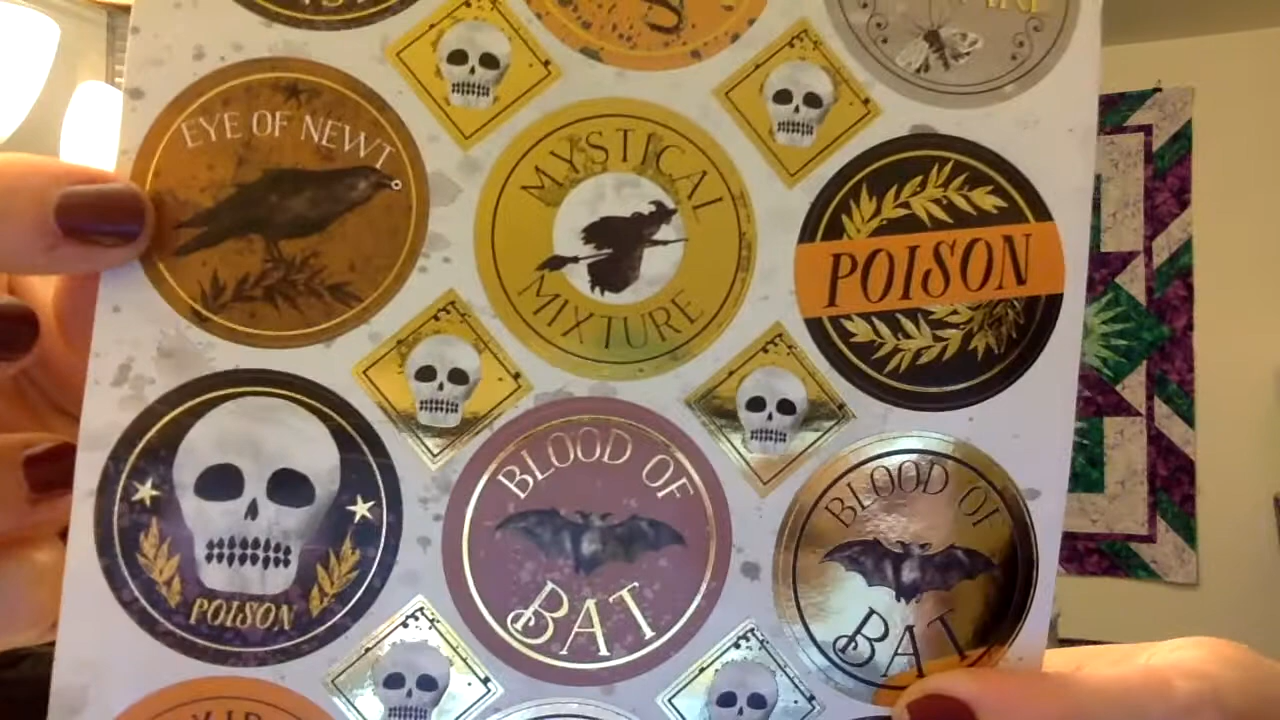 EYE OF NEWT
MYSTICAL
MIXTURE
POISON
POISON
BLOOD OF
BAT
BLOOD OF
BAT